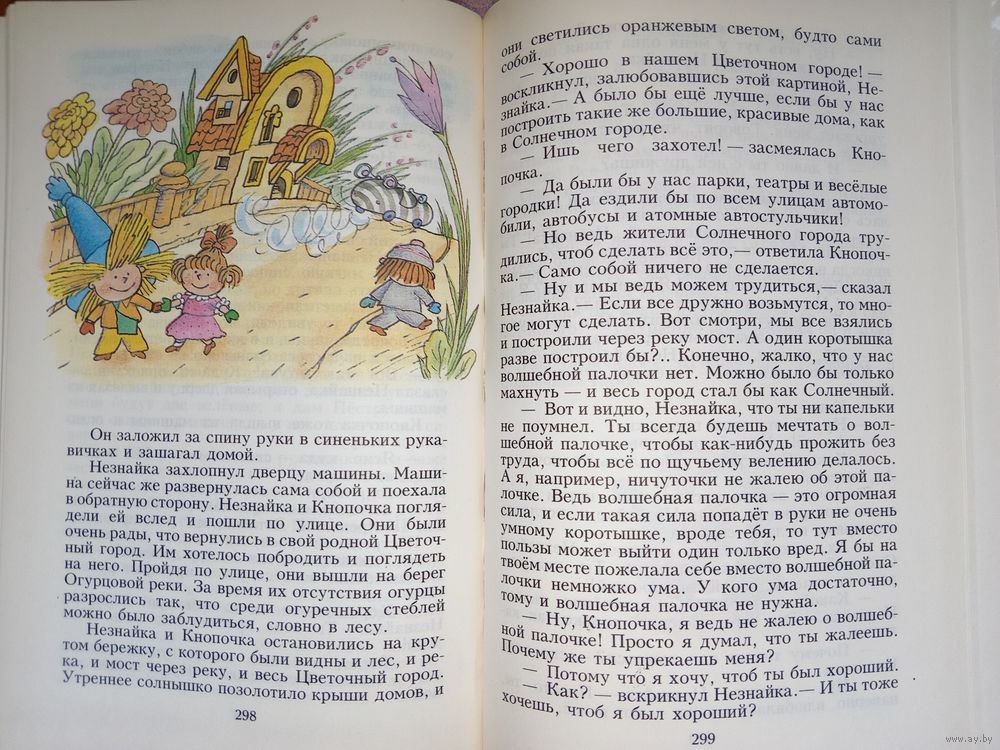 Он заложил за спину руки в синеньких рука-
вичках и зашагал домой.
Незнайка захлопнул дверцу машины. Маши-
на сейчас же развернулась сама собой и поехала
в обратную сторону. Незнайка и Кнопочка погля-
дели ей вслед и пошли по улице. Они были
очень рады, что вернулись в свой родной Цветоч-
ный город. Им хотелось побродить и поглядеть
на него. Пройдя по улице, они вышли на берег
Огурцовой реки. За время их отсутствия огурцы
разрослись так, что среди огуречных стеблей
можно было заблудиться, словно в лесу.
Незнайка и Кнопочка остановились на кру-
том бережку, с которого были видны и лес, и ре-
ка, и мост через реку, и весь Цветочный город.
Утреннее солнышко позолотило крыши домов, и
298
они светились оранжевым светом, будто сами
собой.
— Хорошо в нашем Цветочном городе! —
воскликнул, залюбовавшись этой картиной, Не-
знайка.— А было бы ещё лучше, если бы у нас
построить такие же большие, красивые дома, как
в Солнечном городе.
— Ишь чего захотел! — засмеялась Кно-
почка.
— Да были бы у нас парки, театры и весёлые
городки! Да ездили бы по всем улицам автомо-
били, автобусы и атомные автостульчики!
— Но ведь жители Солнечного города тру-
дились, чтоб сделать всё это,— ответила Кнопоч-
ка.— Само собой ничего не сделается.
— Ну и мы ведь можем трудиться,— сказал
Незнайка.— Если все дружно возьмутся, то мно-
гое могут сделать. Вот смотри, мы все взялись
и построили через реку мост. А один коротышка
разве построил бы?.. Конечно, жалко, что у нас
волшебной палочки нет. Можно было бы только
махнуть — и весь город стал бы как Солнечный.
— Вот и видно, Незнайка, что ты ни капельки
не поумнел. Ты всегда будешь мечтать о вол-
шебной палочке, чтобы как-нибудь прожить без
труда, чтобы всё по щучьему велению делалось.
А я, например, ничуточки не жалею об этой па-
лочке. Ведь волшебная палочка — это огромная
сила, и если такая сила попадёт в руки не очень
умному коротышке, вроде тебя, то тут вместо
пользы может выйти один только вред. Я бы на
твоём месте пожелала себе вместо волшебной па-
лочки немножко ума. У кого ума достаточно,
тому и волшебная палочка не нужна.
— Ну, Кнопочка, я ведь не жалею о волшеб-
ной палочке! Просто я думал, что ты жалеешь.
Почему же ты упрекаешь меня?
— Потому что я хочу, чтоб ты был хороший.
— Как? — вскрикнул Незнайка.— И ты тоже
хочешь, чтоб я был хороший?
299
www.ay.by